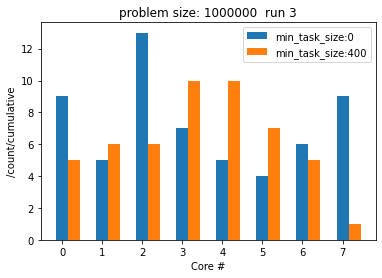 problem size: 1000000  run 3
min_task_size:0
min_task_size:400
/count/cumulative
12
10
8
6
4
2
0
0 1 2 3 4 5 6 7
Core #